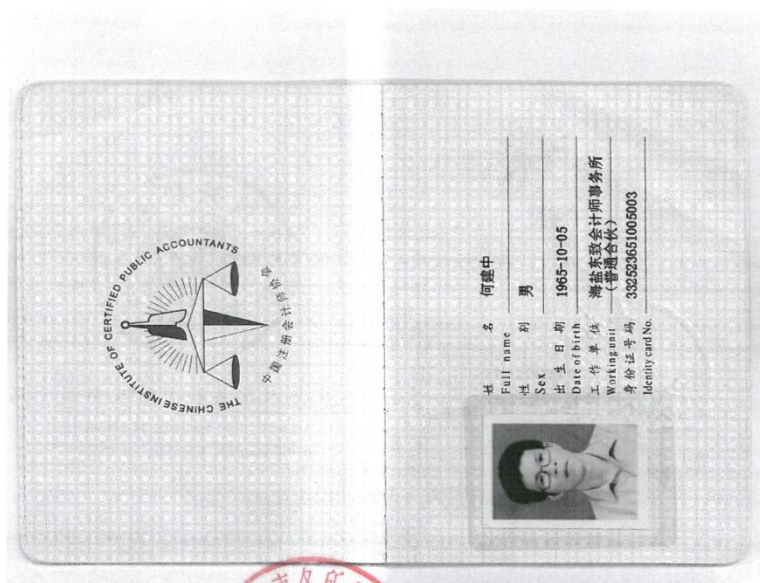 THE CHINESE INSTITUTE OF CERTIFIED PUBLIC ACCOUNTANTS
中国注册会计师协会
姓 名 何建中
Full name
性 别 男
Sex
出 生 日 期 1965-10-05
Date of birth
工 作 单 位 海盐东致会计师事务所
Working unit (普通合伙)
身份证号码 332523651005003
Identity card No.